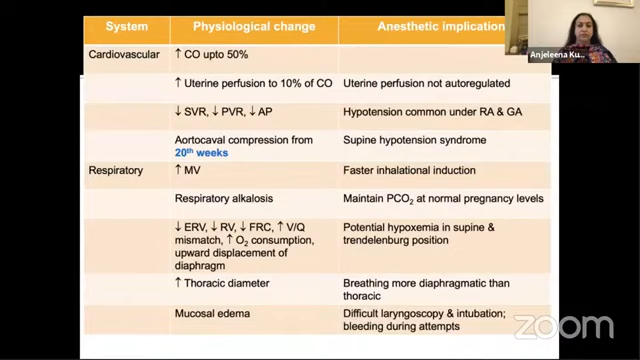 System Physiological change Anesthetic implication
Cardiovascular ↑ CO upto 50%
↑ Uterine perfusion to 10% of CO Uterine perfusion not autoregulated
↓ SVR, ↓ PVR, ↓ AP Hypotension common under RA & GA
Aortocaval compression from Supine hypotension syndrome
20th weeks
Respiratory ↑ MV Faster inhalational induction
Respiratory alkalosis Maintain PCO2 at normal pregnancy levels
↓ ERV, ↓ RV, ↓ FRC, ↑ V/Q Potential hypoxemia in supine &
mismatch, ↑ O2 consumption, trendelenburg position
upward displacement of
diaphragm
↑ Thoracic diameter Breathing more diaphragmatic than
thoracic
Mucosal edema Difficult laryngoscopy & intubation;
bleeding during attempts
Anjeleena Ku...
zoom